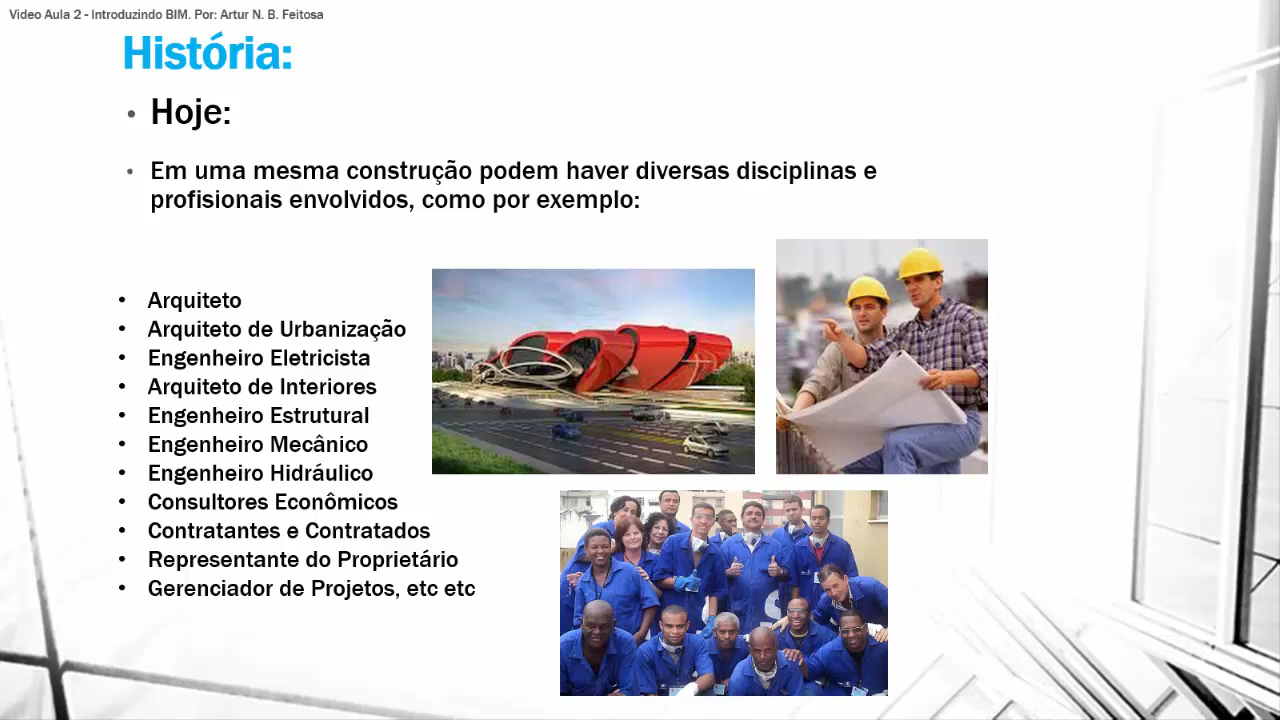 Video Aula 2 - Introduzindo BIM. Por: Artur N. B. Feitosa
História:
• Hoje:
• Em uma mesma construção podem haver diversas disciplinas e
profisionais envolvidos, como por exemplo:
• Arquiteto
• Arquiteto de Urbanização
• Engenheiro Eletricista
• Arquiteto de Interiores
• Engenheiro Estrutural
• Engenheiro Mecânico
• Engenheiro Hidráulico
• Consultores Econômicos
• Contratantes e Contratados
• Representante do Proprietário
• Gerenciador de Projetos, etc etc